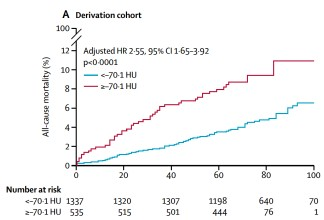 A Derivation cohort
100
12
10
8
6
4
2
0
All-cause mortality (%)
Adjusted HR 2·55, 95% CI 1·65–3·92
p<0·0001
<–70·1 HU
≥–70·1 HU
0 20 40 60 80 100
Number at risk
<–70·1 HU 1337 1320 1307 1198 640 70
≥–70·1 HU 535 515 501 444 76 1